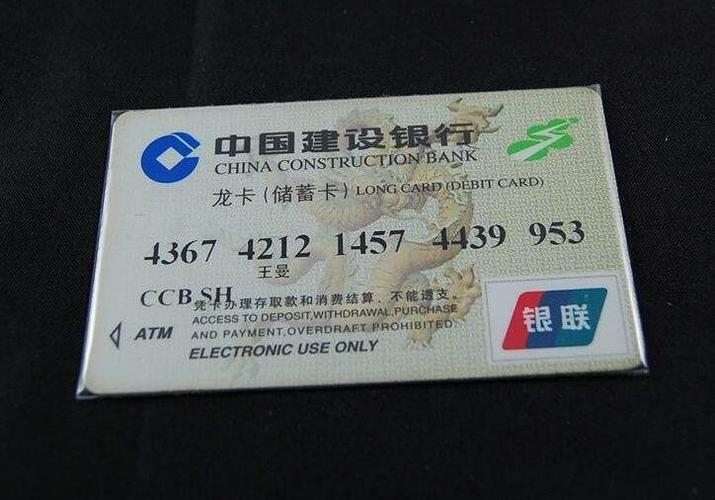 中国建设银行
CHINA CONSTRUCTION BANK
龙卡(储蓄卡) LONG CARD (DEBIT CARD)
4367 4212 1457 4439 953
王曼
CCB SH
凭卡办理存取款和消费结算，不能透支。
ACCESS TO DEPOSIT,WITHDRAWAL,PURCHASE
AND PAYMENT,OVERDRAFT PROHIBITED.
ATM
ELECTRONIC USE ONLY
银联